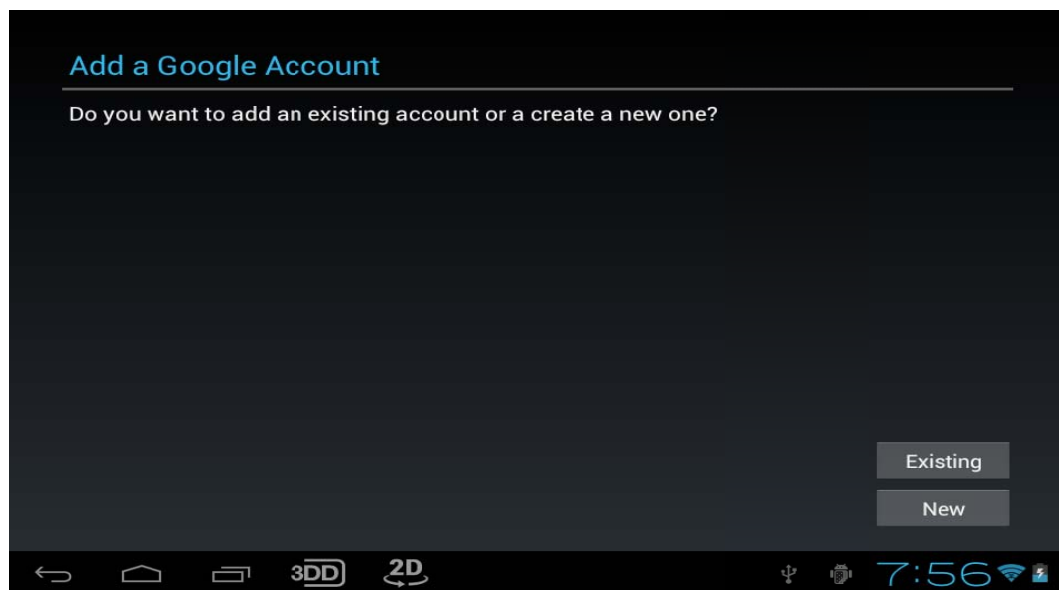 Add a Google Account
Do you want to add an existing account or a create a new one?
Existing
New
3DD 2D 7:56